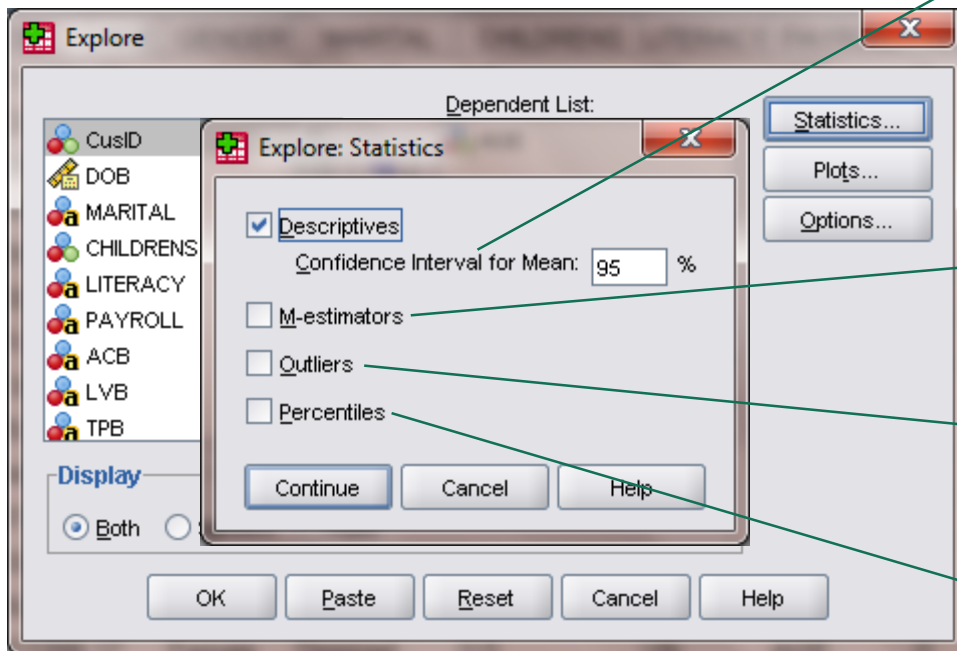 Explore
Dependent List:
CusID
DOB
MARITAL
CHILDRENS
LITERACY
PAYROLL
ACB
LVB
TPB
Explore: Statistics
Descriptives
Confidence Interval for Mean: 95 %
M-estimators
Outliers
Percentiles
Continue Cancel Help
Statistics...
Plots...
Options...
Display
Both
OK Paste Reset Cancel Help